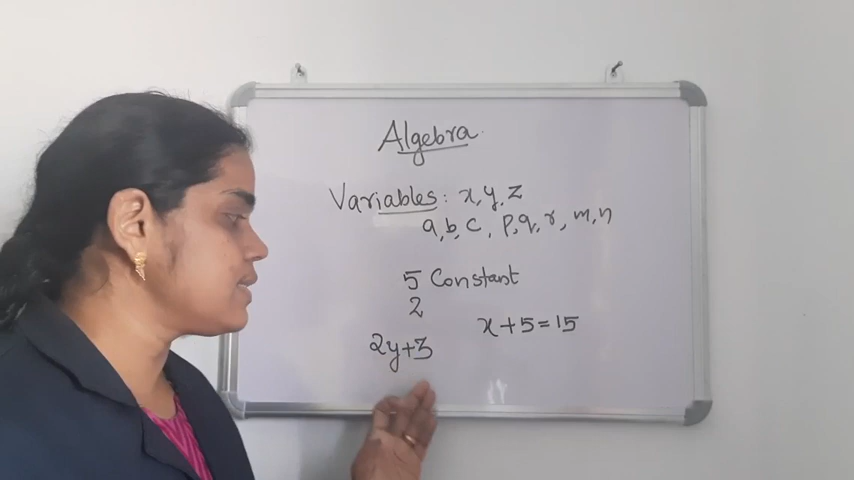 Algebra
Variables: x, y, z
a, b, c, p, q, r, m, n
5 Constant
2
x + 5 = 15
2y+3